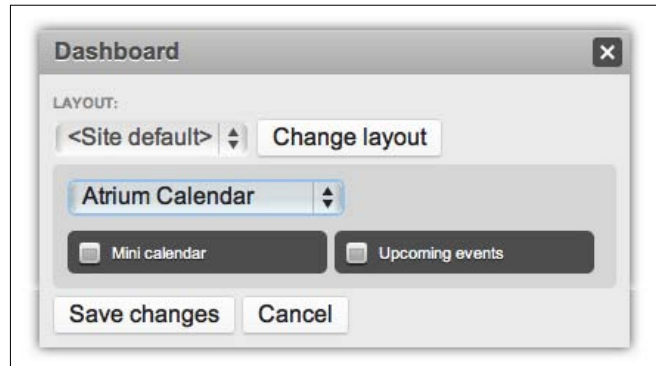 Dashboard
LAYOUT:
<Site default> Change layout
Atrium Calendar
Mini calendar Upcoming events
Save changes Cancel